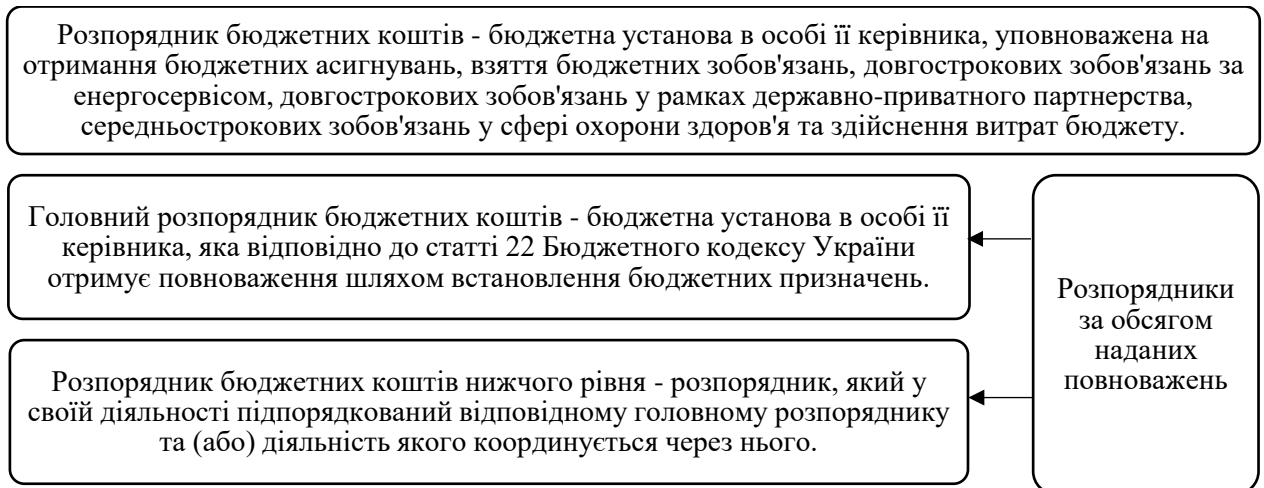 Розпорядник бюджетних коштів - бюджетна установа в особі її керівника, уповноважена на
отримання бюджетних асигнувань, взяття бюджетних зобов'язань, довгострокових зобов'язань за
енергосервісом, довгострокових зобов'язань у рамках державно-приватного партнерства,
середньострокових зобов'язань у сфері охорони здоров'я та здійснення витрат бюджету.
Головний розпорядник бюджетних коштів - бюджетна установа в особі її
керівника, яка відповідно до статті 22 Бюджетного кодексу України
отримує повноваження шляхом встановлення бюджетних призначень.
Розпорядник бюджетних коштів нижчого рівня - розпорядник, який у
своїй діяльності підпорядкований відповідному головному розпоряднику
та (або) діяльність якого координується через нього.
Розпорядники
за обсягом
наданих
повноважень